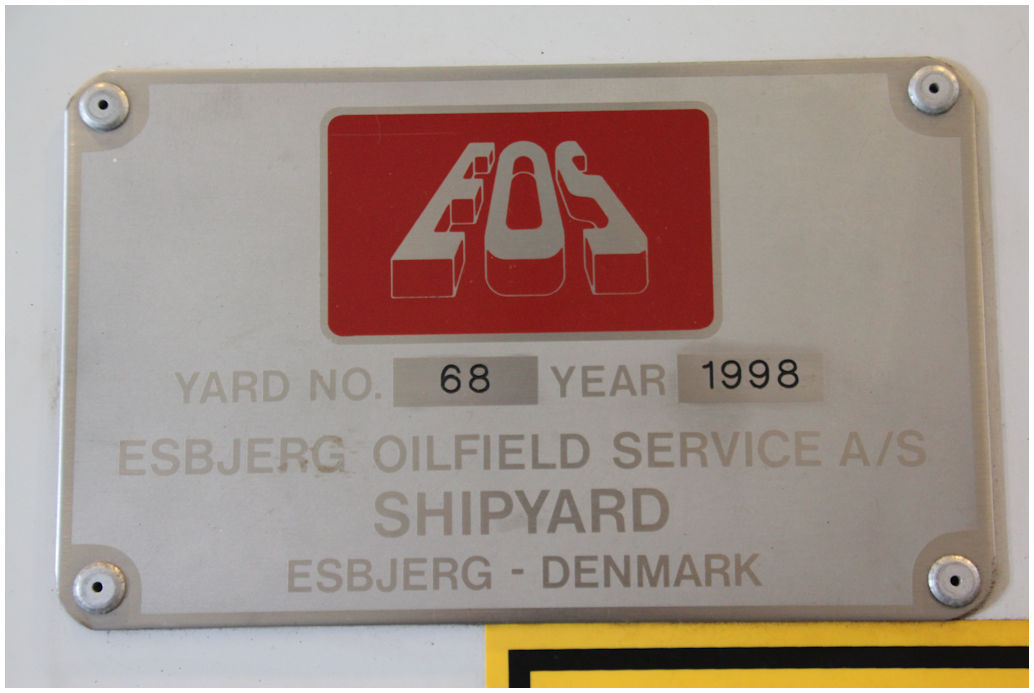 EOS
YARD NO. 68 YEAR 1998
ESBJERG OILFIELD SERVICE A/S
SHIPYARD
ESBJERG - DENMARK